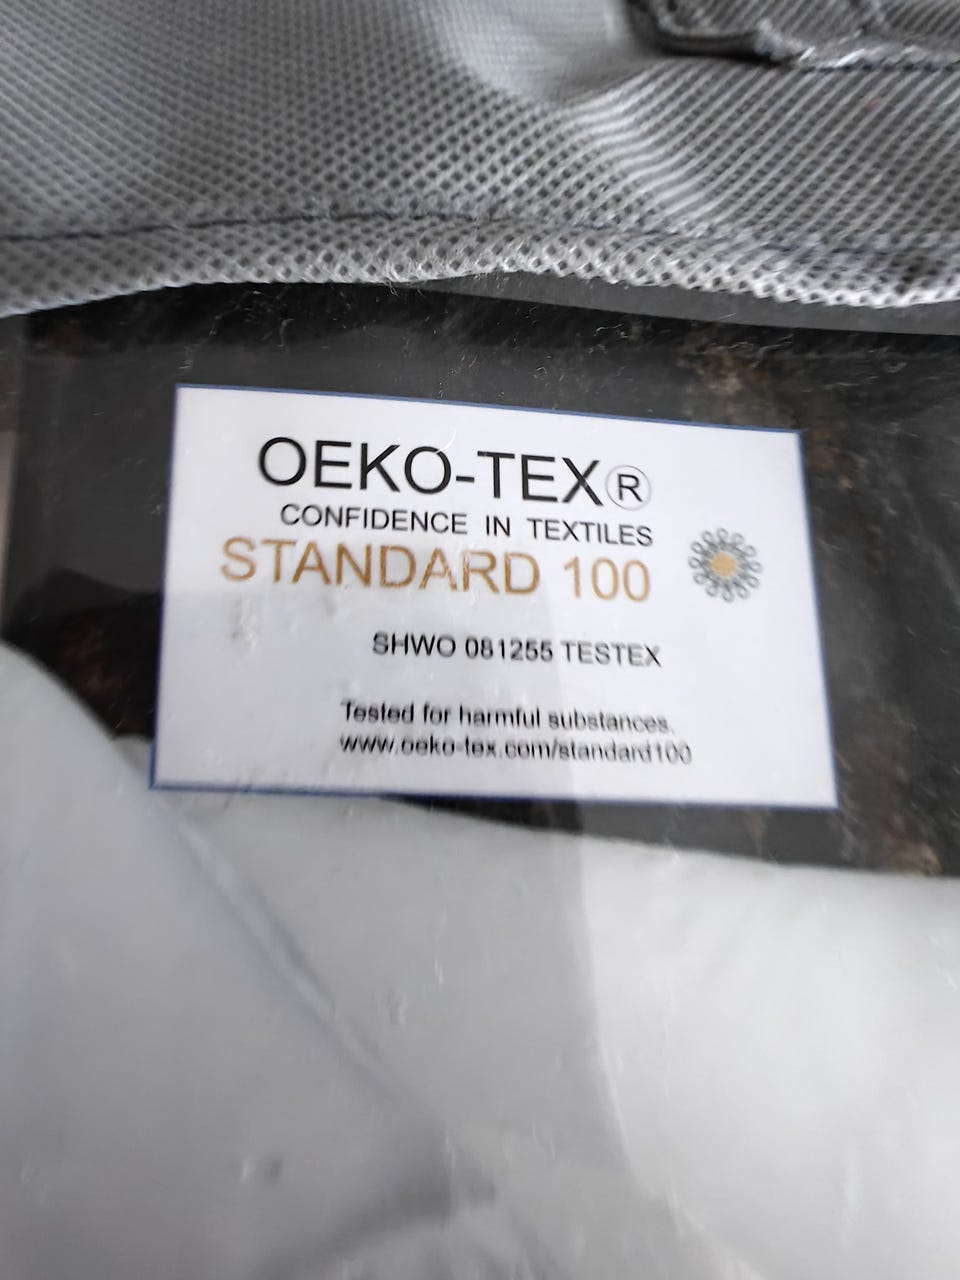 OEKO-TEX®
CONFIDENCE IN TEXTILES
STANDARD 100
SHWO 081255 TESTEX
Tested for harmful substances.
www.oeko-tex.com/standard100